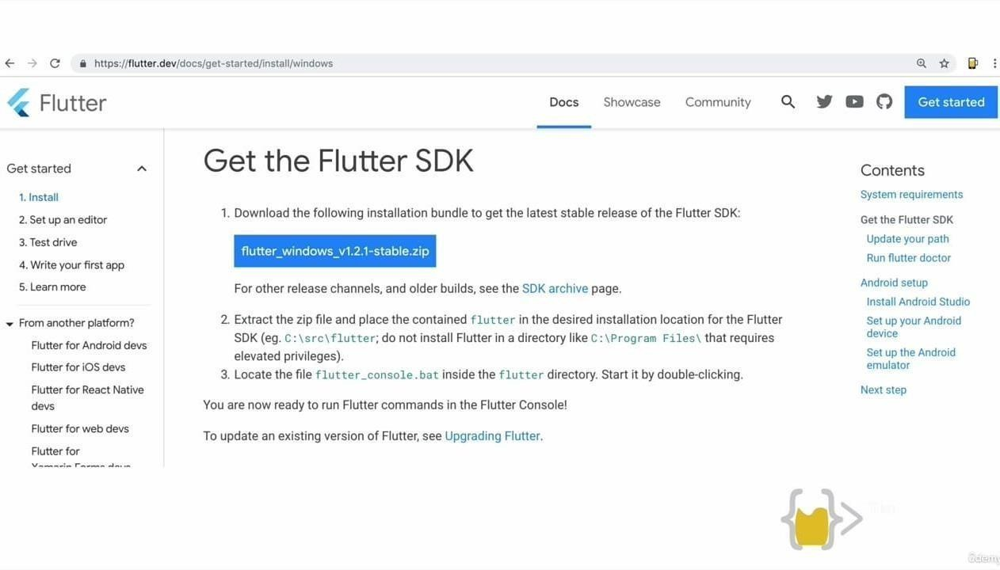 https://flutter.dev/docs/get-started/install/windows
Flutter
Docs
Showcase
Community
Get started
Get started
1. Install
2. Set up an editor
3. Test drive
4. Write your first app
5. Learn more
From another platform?
Flutter for Android devs
Flutter for iOS devs
Flutter for React Native
devs
Flutter for web devs
Flutter for
Xamarin Forms devs
Get the Flutter SDK
1. Download the following installation bundle to get the latest stable release of the Flutter SDK:
flutter_windows_v1.2.1-stable.zip
For other release channels, and older builds, see the SDK archive page.
2. Extract the zip file and place the contained flutter in the desired installation location for the Flutter
SDK (eg. C:\src\flutter; do not install Flutter in a directory like C:\Program Files\ that requires
elevated privileges).
3. Locate the file flutter_console.bat inside the flutter directory. Start it by double-clicking.
You are now ready to run Flutter commands in the Flutter Console!
To update an existing version of Flutter, see Upgrading Flutter.
Contents
System requirements
Get the Flutter SDK
Update your path
Run flutter doctor
Android setup
Install Android Studio
Set up your Android
device
Set up the Android
emulator
Next step
ûdemy